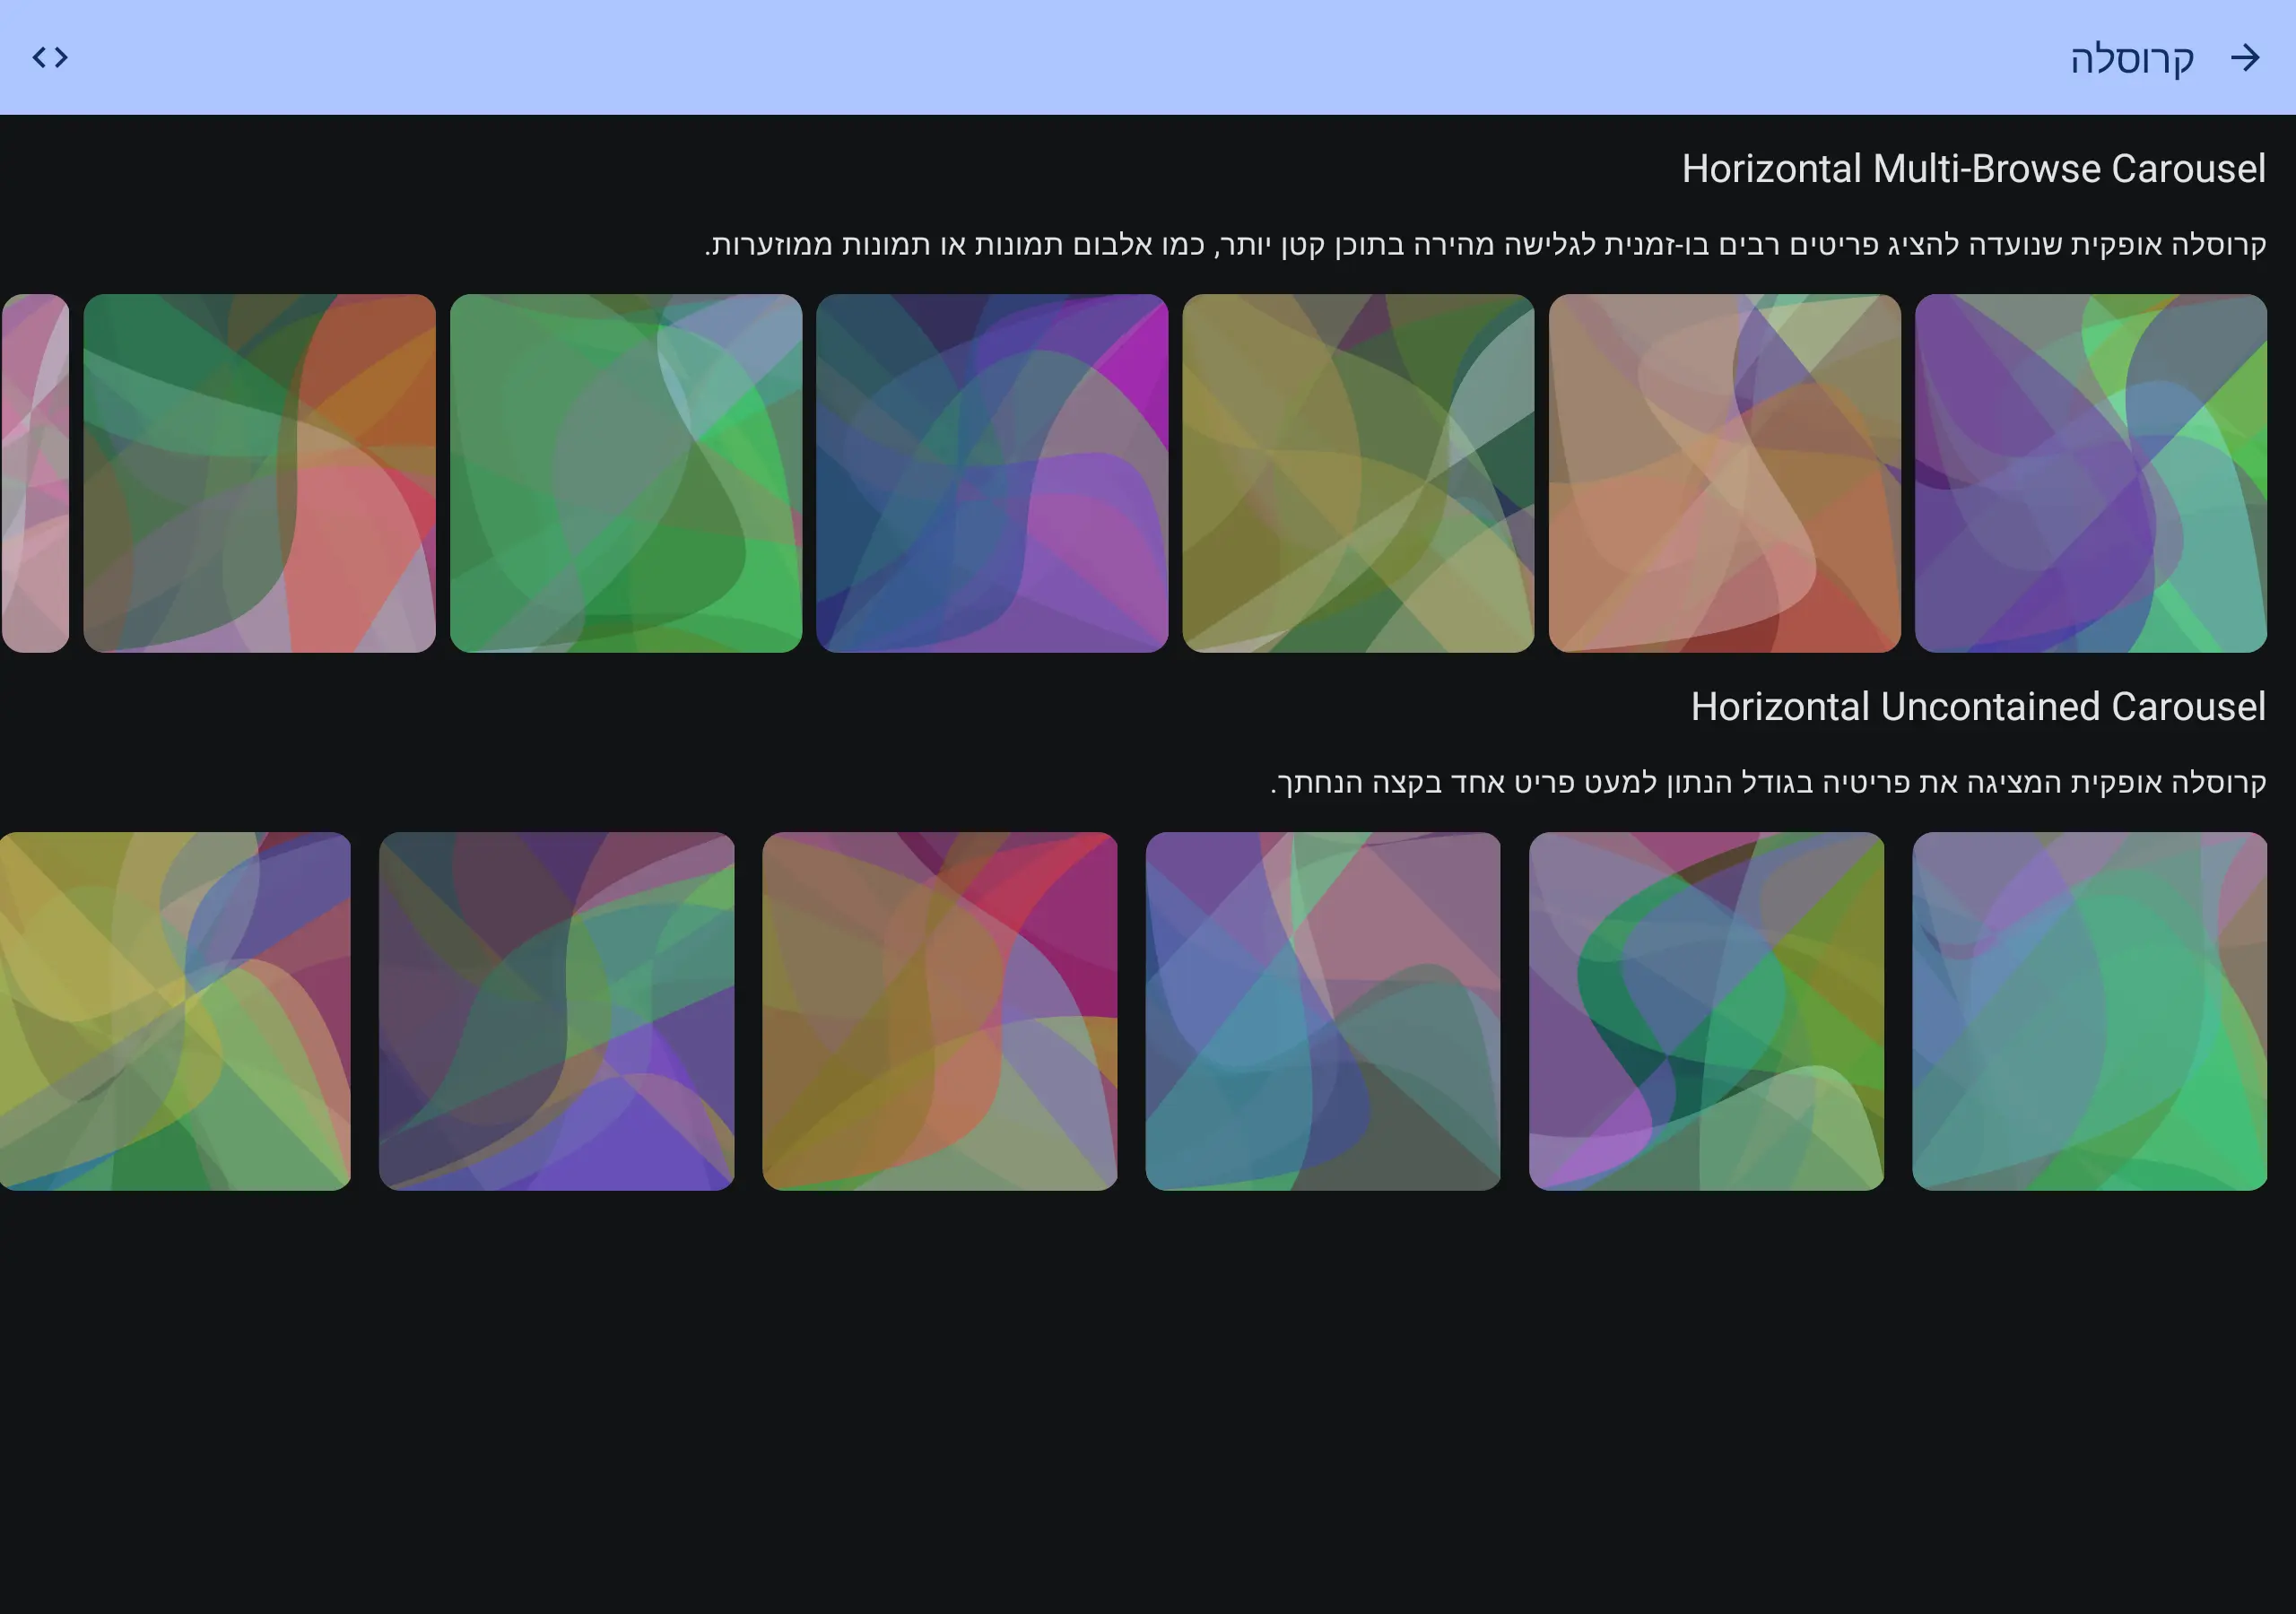 קרוסלה
Horizontal Multi-Browse Carousel
קרוסלה אופקית שנועדה להציג פריטים רבים בו-זמנית לגלישה מהירה בתוכן קטן יותר, כמו אלבום תמונות או תמונות ממוזערות.
Horizontal Uncontained Carousel
קרוסלה אופקית המציגה את פריטיה בגודל הנתון למעט פריט אחד בקצה הנחתך.